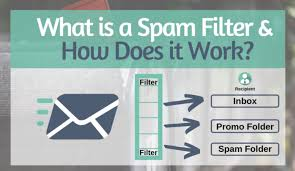 What is a Spam Filter &
How Does it Work?
Filter
Recipient
Inbox
Promo Folder
Spam Folder
Filter